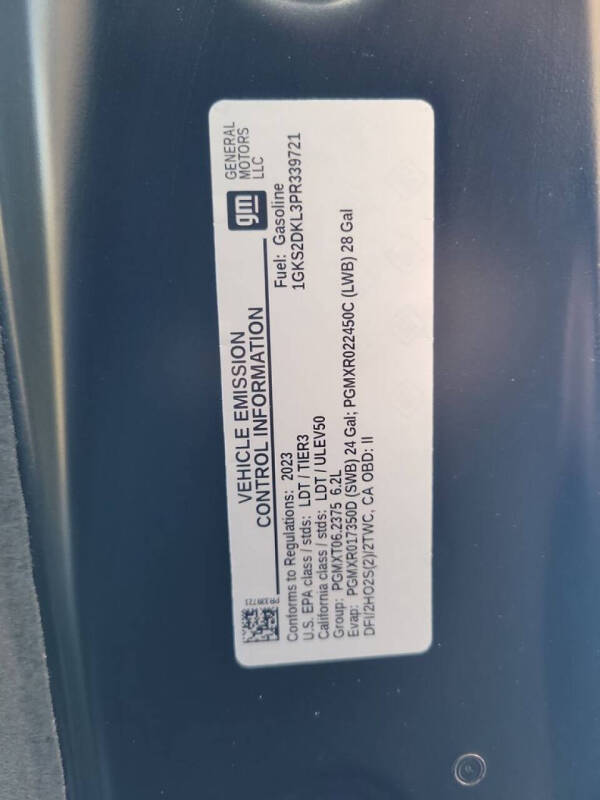 VEHICLE EMISSION
CONTROL INFORMATION
gm
GENERAL
MOTORS
LLC
PR339721
Conforms to Regulations: 2023
Fuel: Gasoline
U.S. EPA class / stds: LDT / TIER3
1GKS2DKL3PR339721
California class / stds: LDT / ULEV50
Group: PGMXT06.2375 6.2L
Evap: PGMXR017350D (SWB) 24 Gal; PGMXR022450C (LWB) 28 Gal
DFI/2HO2S(2)/2TWC, CA OBD: II